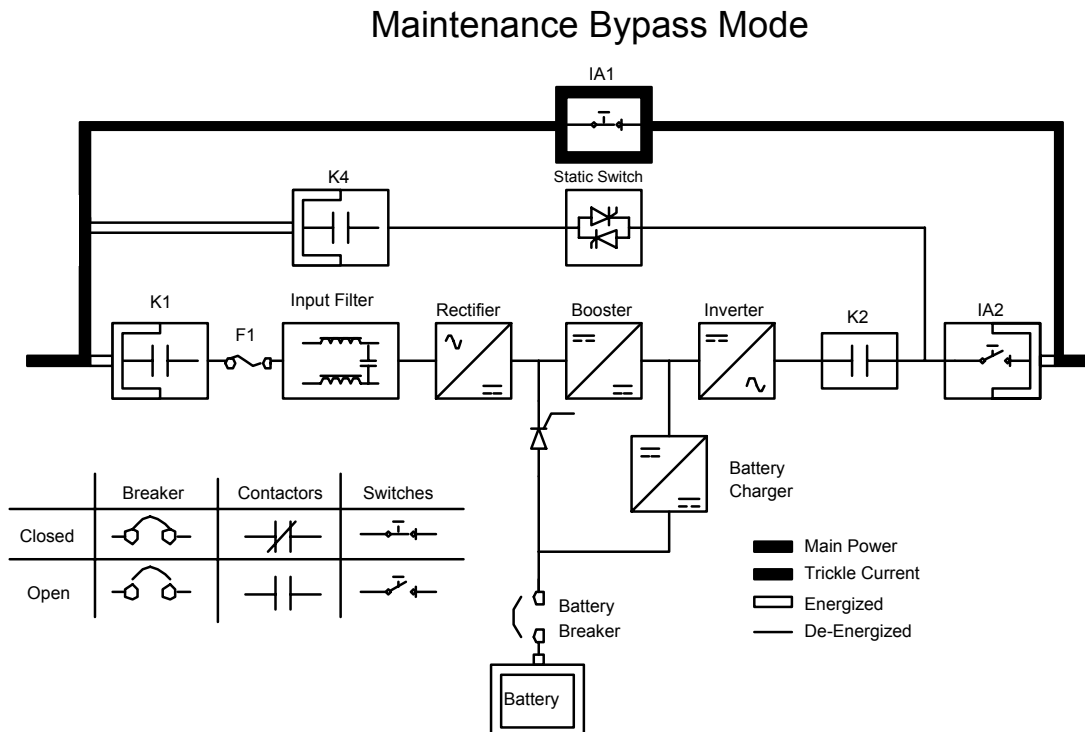 Maintenance Bypass Mode
IA1
K4
Static Switch
K1
F1
Input Filter
Rectifier
Booster
Inverter
K2
IA2
Battery
Charger
Breaker
Contactors
Switches
Closed
Open
Main Power
Trickle Current
Energized
De-Energized
Battery
Breaker
Battery